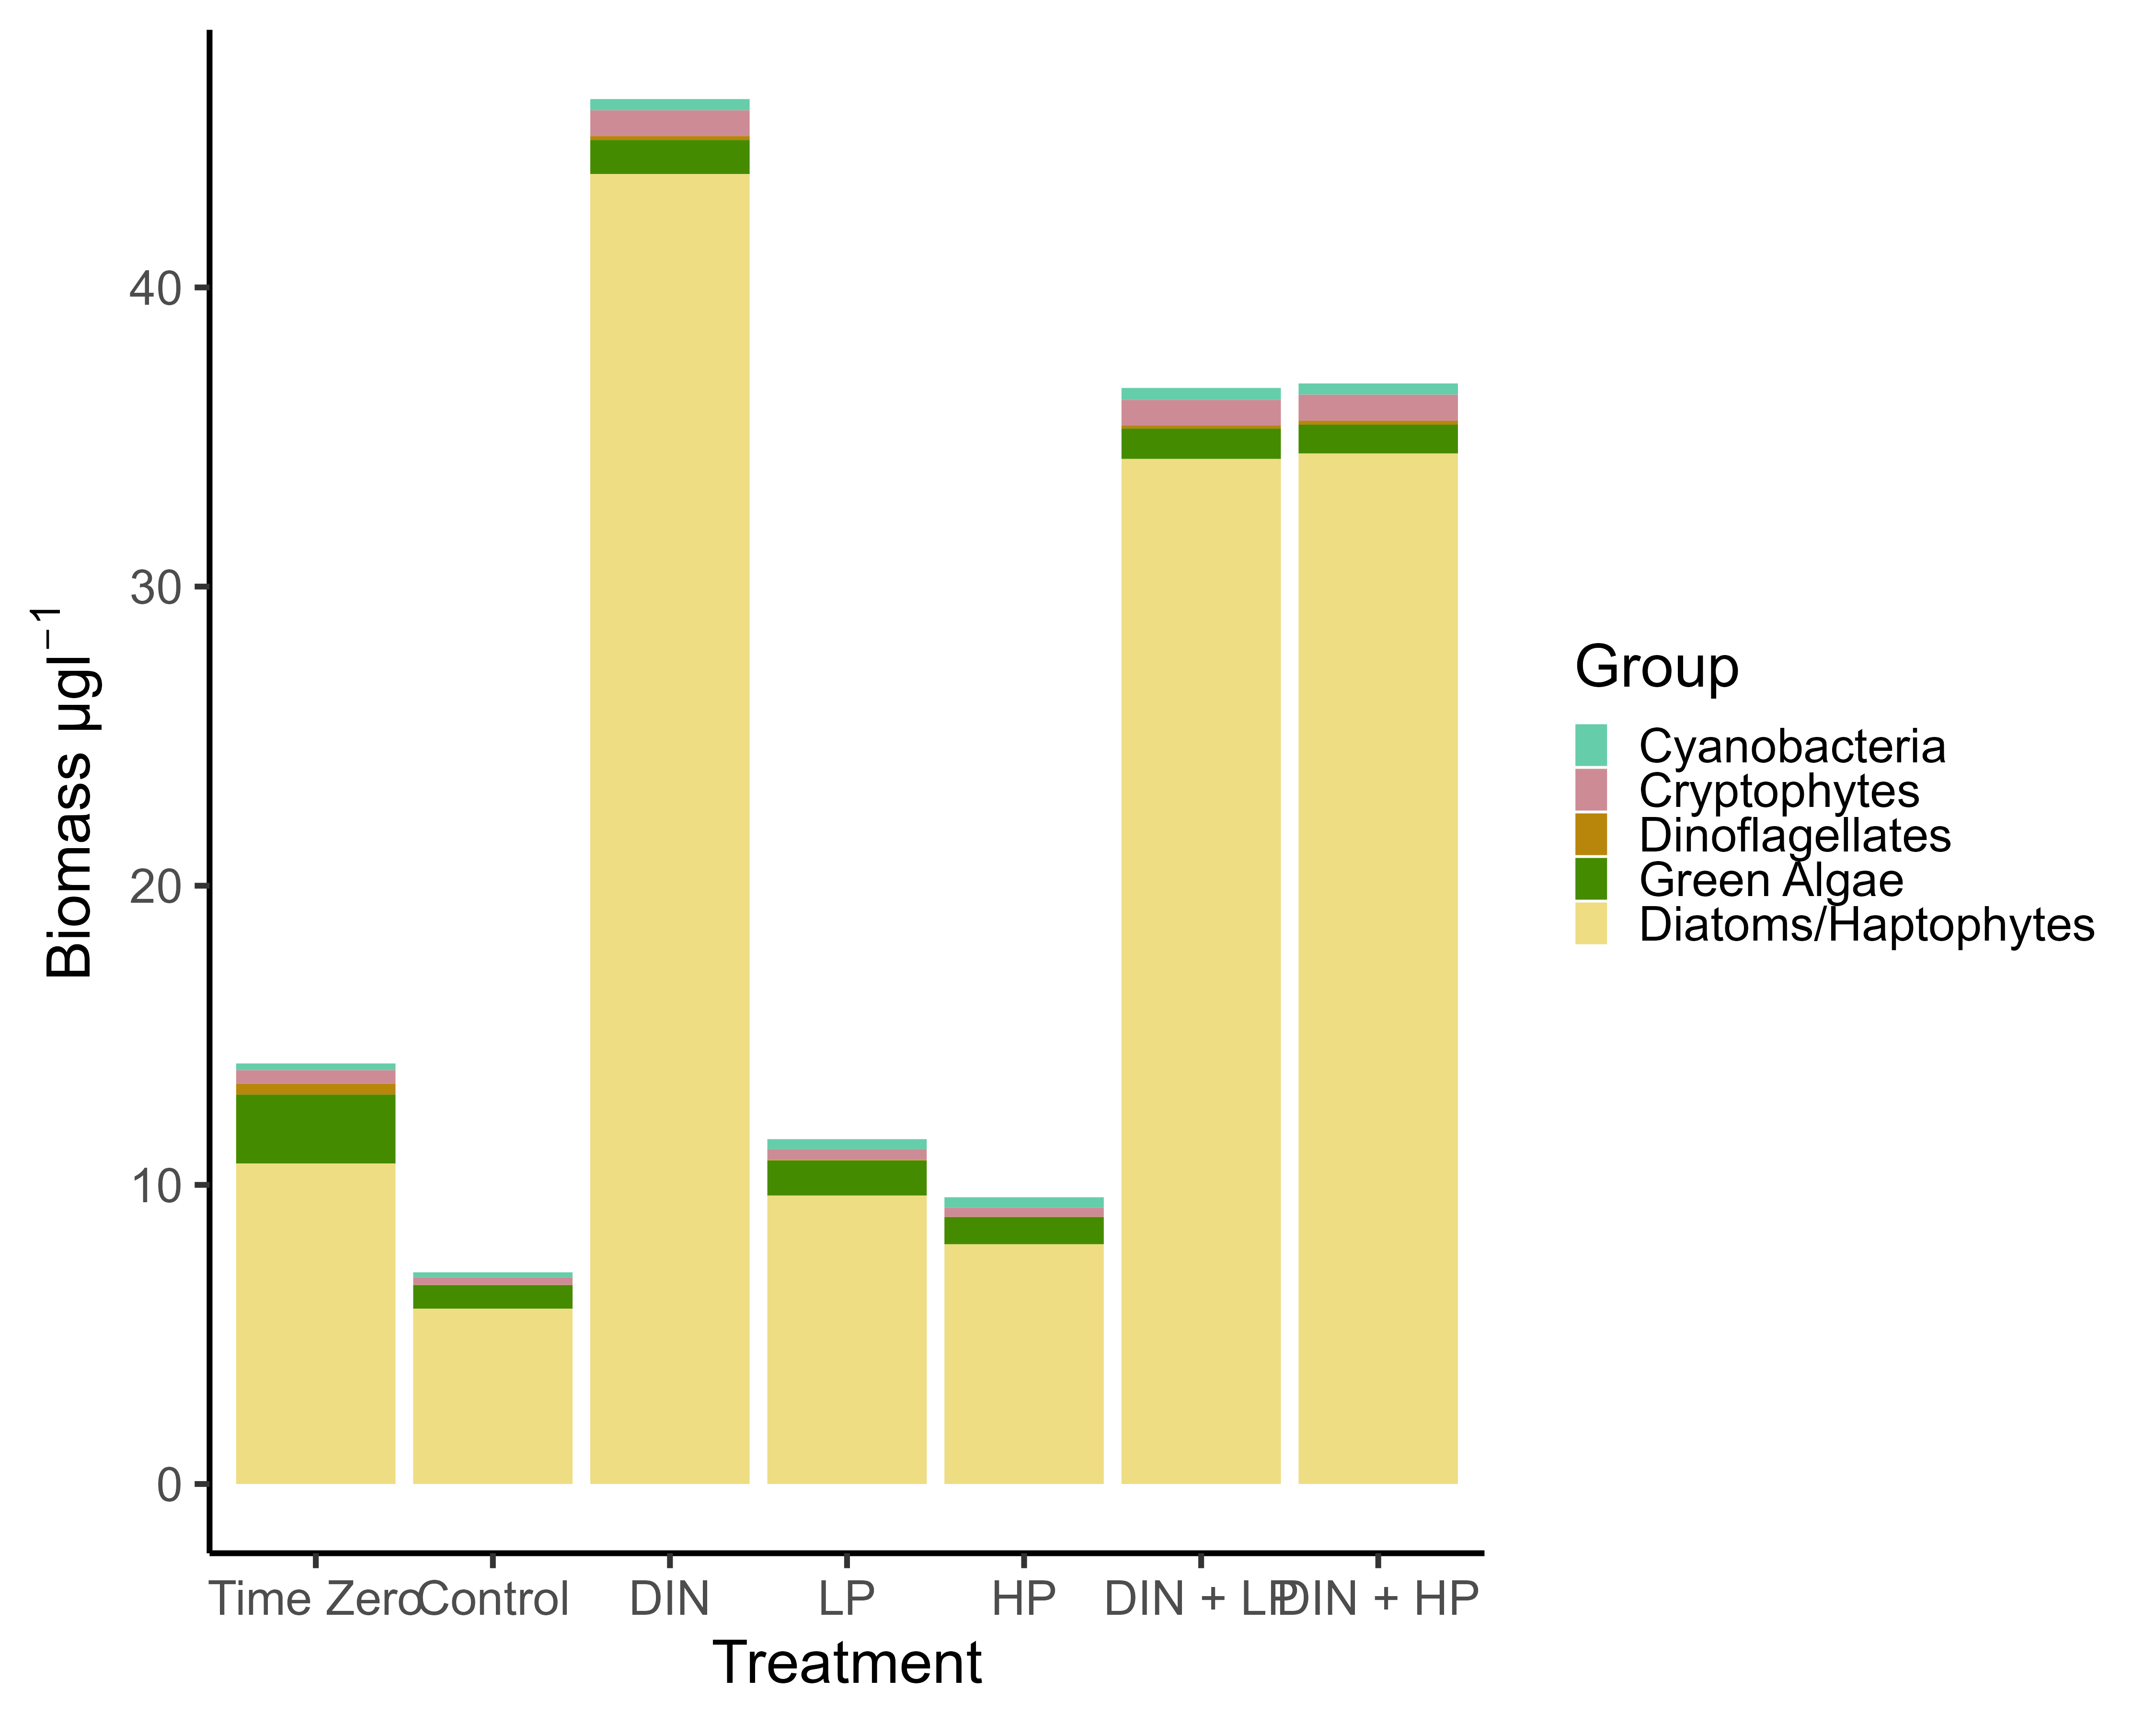 Biomass µgl⁻¹
40
30
20
10
0
Time Zero
Control
DIN
LP
HP
DIN + LP
DIN + HP
Treatment
Group
Cyanobacteria
Cryptophytes
Dinoflagellates
Green Algae
Diatoms/Haptophytes